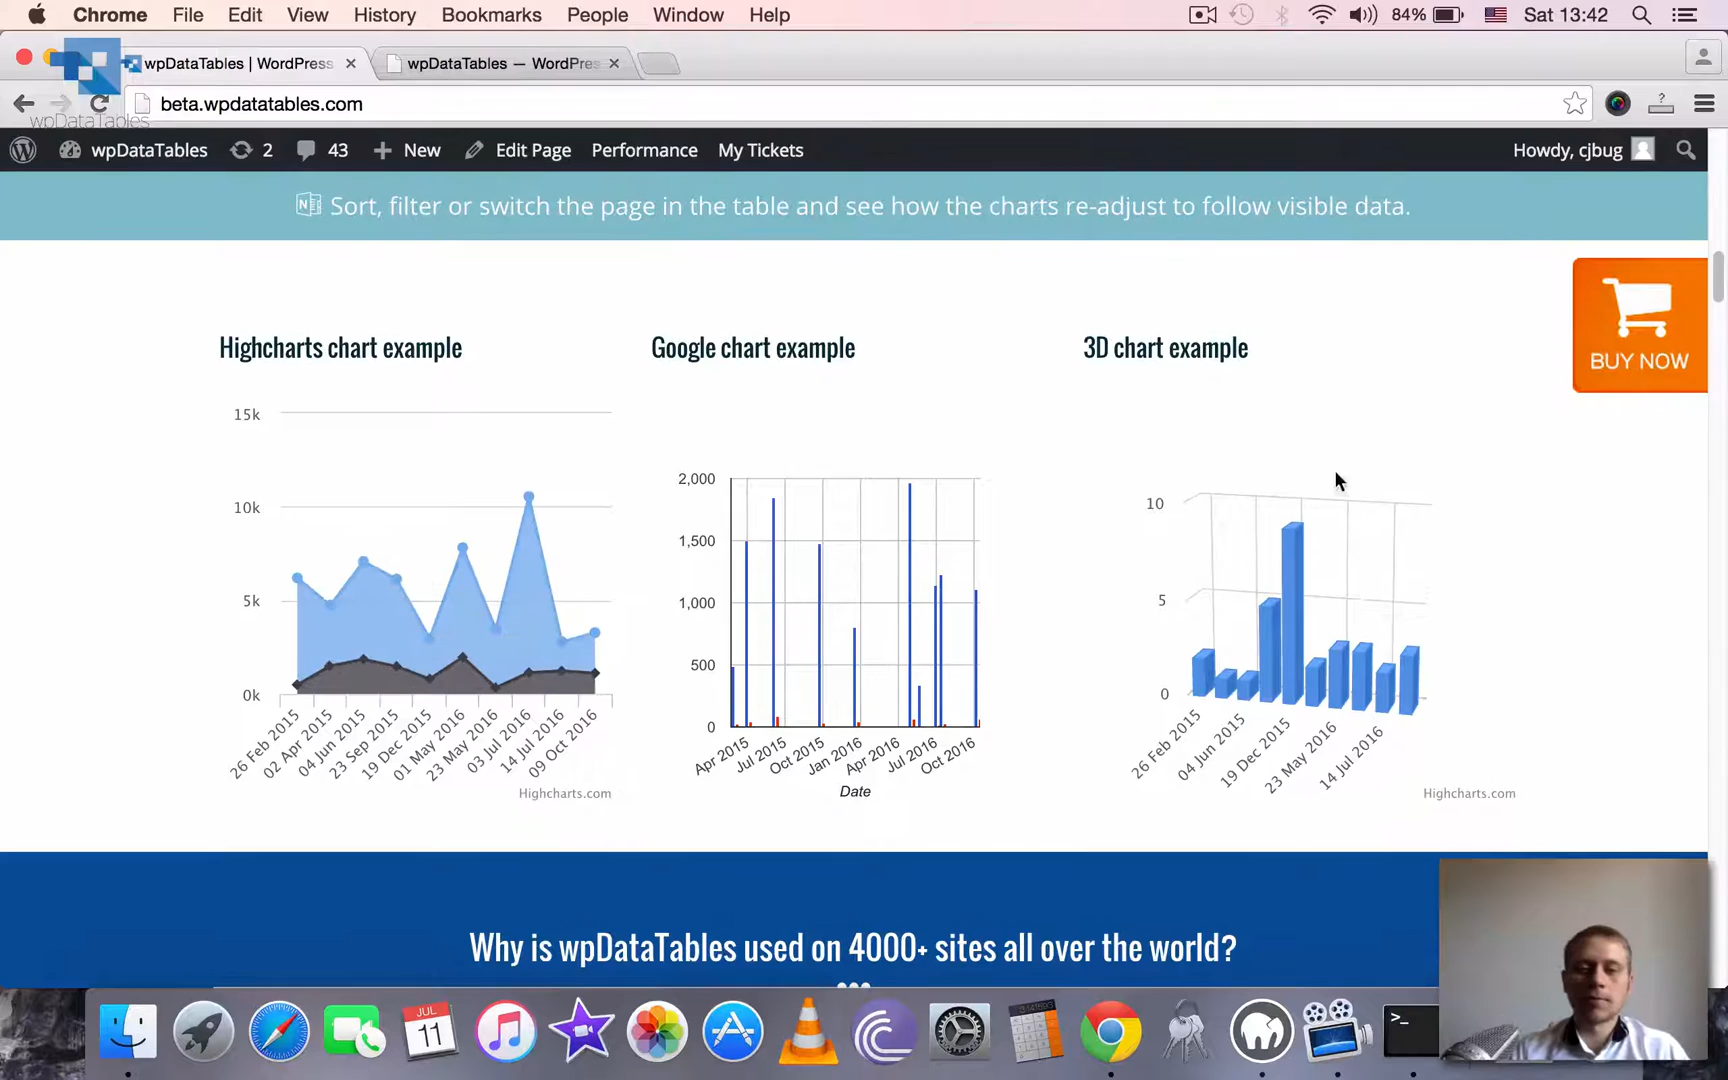 Chrome File Edit View History Bookmarks People Window Help 84% Sat 13:42
wpDataTables | WordPress × wpDataTables — WordPres ×
beta.wpdatatables.com
wpDataTables
wpDataTables 2 43 New Edit Page Performance My Tickets Howdy, cjbug
Sort, filter or switch the page in the table and see how the charts re-adjust to follow visible data.
BUY NOW
Highcharts chart example
15k
10k
5k
0k
26 Feb 2015
02 Apr 2015
04 Jun 2015
23 Sep 2015
19 Dec 2015
01 May 2016
23 May 2016
03 Jul 2016
14 Jul 2016
09 Oct 2016
Highcharts.com
Google chart example
2,000
1,500
1,000
500
0
Apr 2015
Jul 2015
Oct 2015
Jan 2016
Apr 2016
Jul 2016
Oct 2016
Date
3D chart example
10
5
0
26 Feb 2015
04 Jun 2015
19 Dec 2015
23 May 2016
14 Jul 2016
Highcharts.com
Why is wpDataTables used on 4000+ sites all over the world?
JUL
11
>_